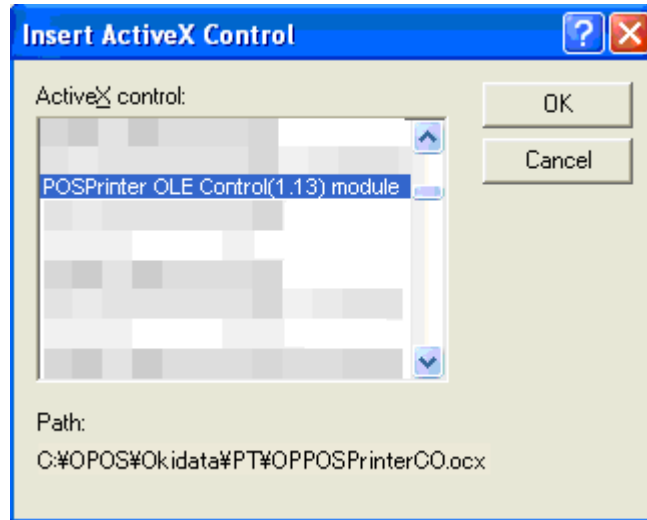 Insert ActiveX Control
ActiveX control:
OK
Cancel
POSPrinter OLE Control(1.13) module
Path:
C:¥OPOS¥Okidata¥PT¥OPPOSPrinterCO.ocx